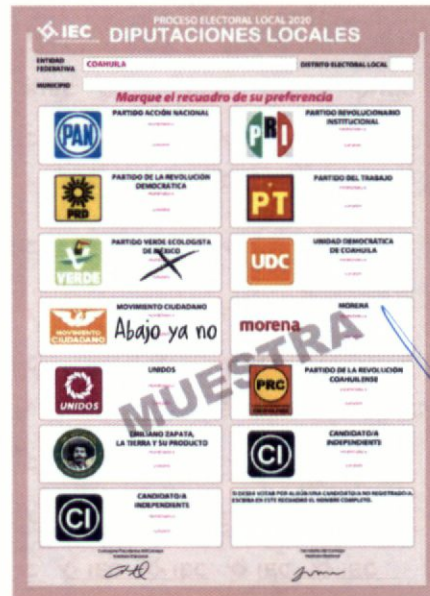 PROCESO ELECTORAL LOCAL 2020
IEC DIPUTACIONES LOCALES
ENTIDAD FEDERATIVA COAHUILA DISTRITO ELECTORAL LOCAL
MUNICIPIO
Marque el recuadro de su preferencia
PAN PARTIDO ACCIÓN NACIONAL
PRI PARTIDO REVOLUCIONARIO INSTITUCIONAL
PRD PARTIDO DE LA REVOLUCIÓN DEMOCRÁTICA
PT PARTIDO DEL TRABAJO
VERDE PARTIDO VERDE ECOLOGISTA DE MÉXICO
UDC UNIDAD DEMOCRÁTICA DE COAHUILA
MOVIMIENTO CIUDADANO MOVIMIENTO CIUDADANO
Abajo ya no
morena MORENA
MUESTRA
UNIDOS UNIDOS
PRC PARTIDO DE LA REVOLUCIÓN COAHUILENSE
EMILIANO ZAPATA, LA TIERRA Y SU PRODUCTO
CI CANDIDATO/A INDEPENDIENTE
CI CANDIDATO/A INDEPENDIENTE
SI DESEA VOTAR POR ALGÚN/UNA CANDIDATO/A NO REGISTRADO/A, ESCRIBA EN ESTE RECUADRO EL NOMBRE COMPLETO.